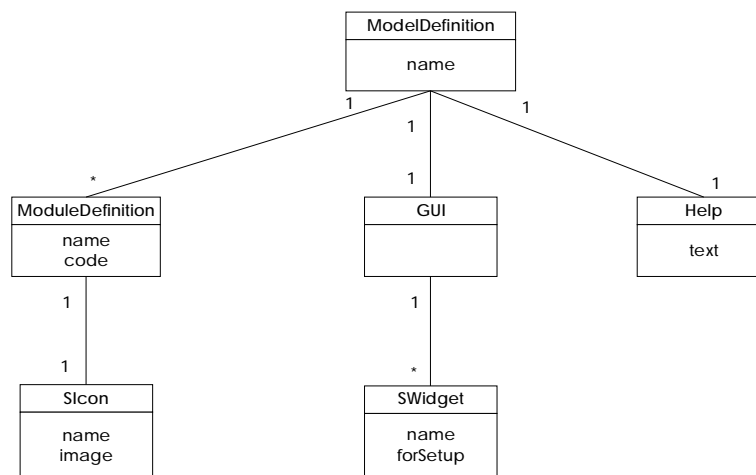 ModelDefinition
name
1
1
1
*
1
1
ModuleDefinition
name
code
GUI
Help
text
1
1
1
*
SIcon
name
image
SWidget
name
forSetup